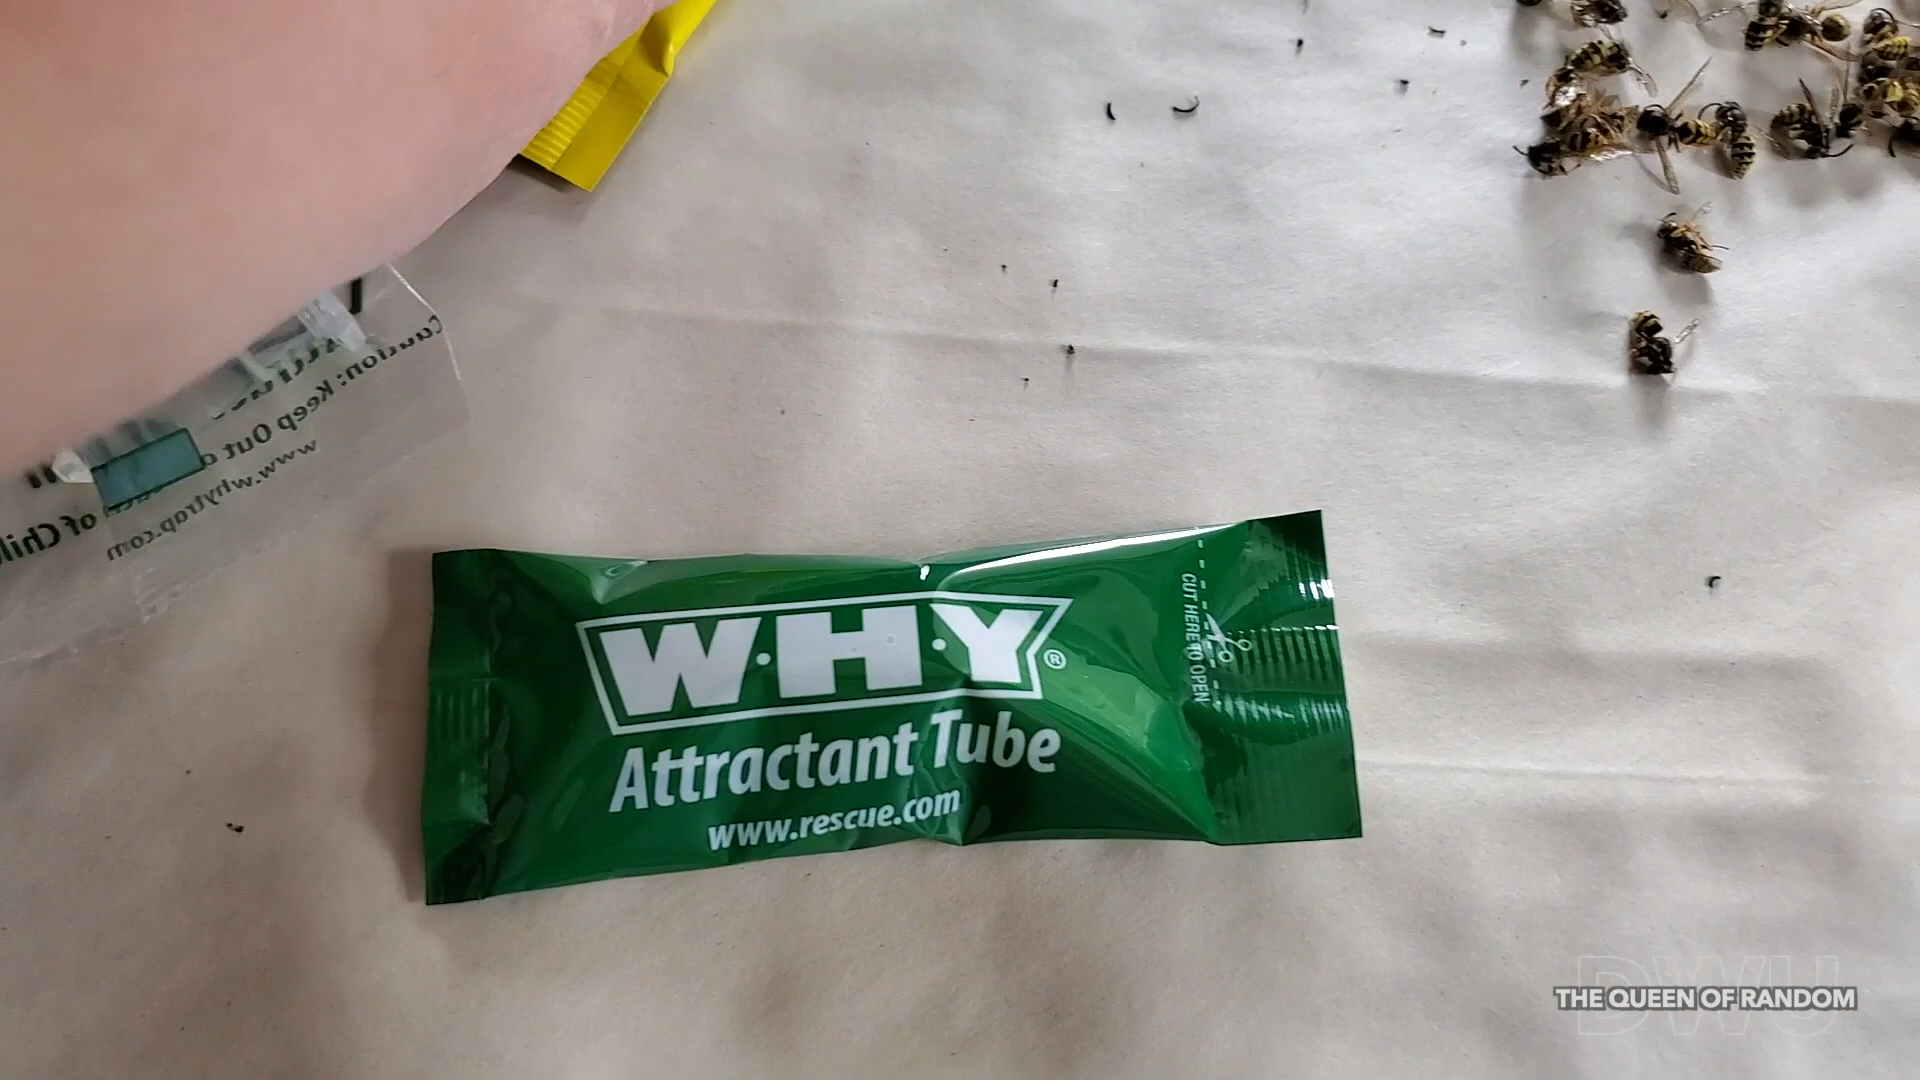 Caution: Keep Out of
www.whytrap.com
W·H·Y®
Attractant Tube
www.rescue.com
CUT HERE TO OPEN
DWU
THE QUEEN OF RANDOM